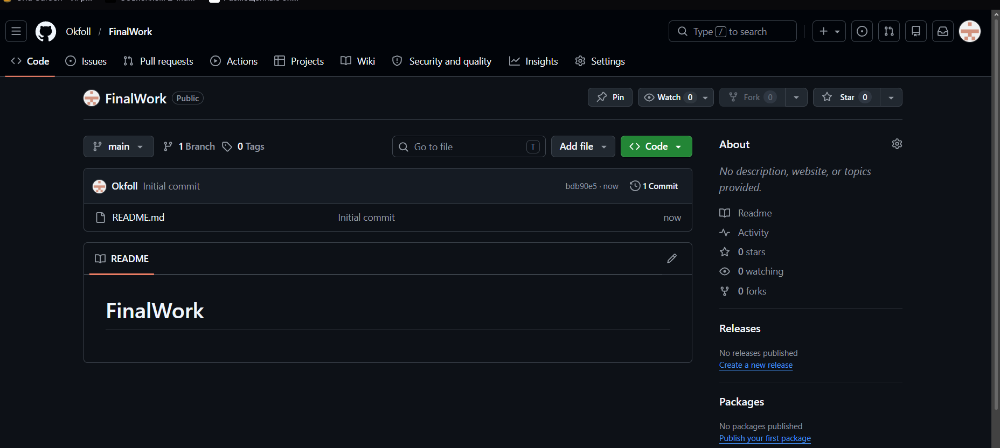 Okfoll / FinalWork
Type / to search
Code Issues Pull requests Actions Projects Wiki Security and quality Insights Settings
FinalWork Public
Pin Watch 0 Fork 0 Star 0
main 1 Branch 0 Tags
Go to file T Add file Code
Okfoll Initial commit bdb90e5 · now 1 Commit
README.md Initial commit now
README
FinalWork
About
No description, website, or topics
provided.
Readme
Activity
0 stars
0 watching
0 forks
Releases
No releases published
Create a new release
Packages
No packages published
Publish your first package